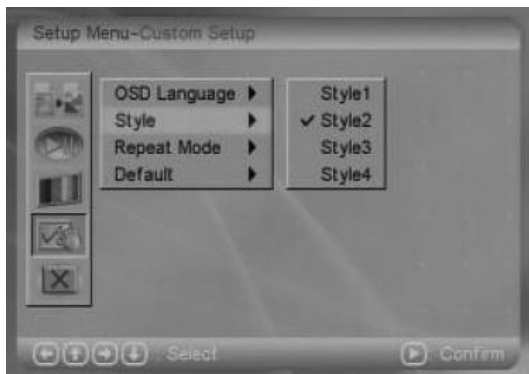 Setup Menu-Custom Setup
OSD Language
Style
Repeat Mode
Default
Style1
Style2
Style3
Style4
: Select
: Confirm